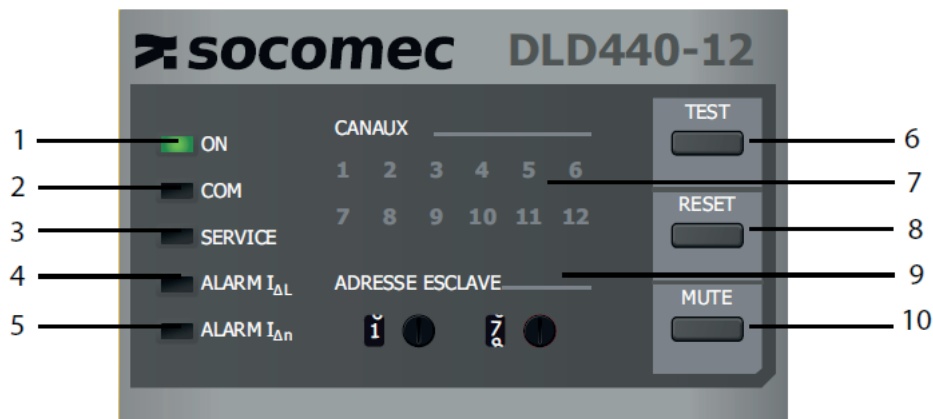 socomec DLD440-12
1 ON
2 COM
3 SERVICE
4 ALARM IΔL
5 ALARM IΔn
CANAUX
1 2 3 4 5 6
7 8 9 10 11 12
ADRESSE ESCLAVE
1 7
TEST
RESET
MUTE
6
7
8
9
10